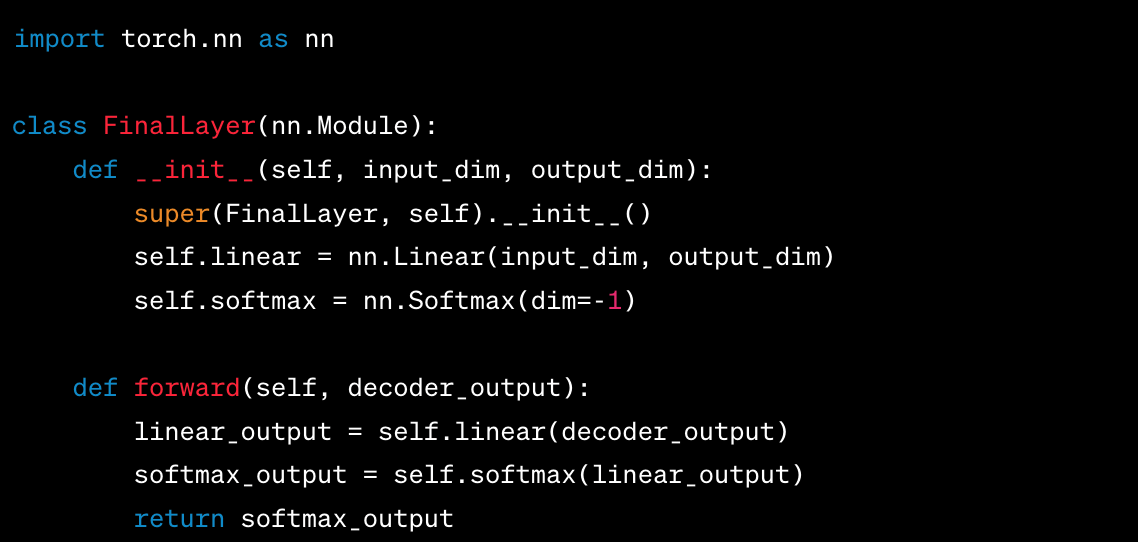 import torch.nn as nn
class FinalLayer(nn.Module):
    def __init__(self, input_dim, output_dim):
        super(FinalLayer, self).__init__()
        self.linear = nn.Linear(input_dim, output_dim)
        self.softmax = nn.Softmax(dim=-1)
    def forward(self, decoder_output):
        linear_output = self.linear(decoder_output)
        softmax_output = self.softmax(linear_output)
        return softmax_output